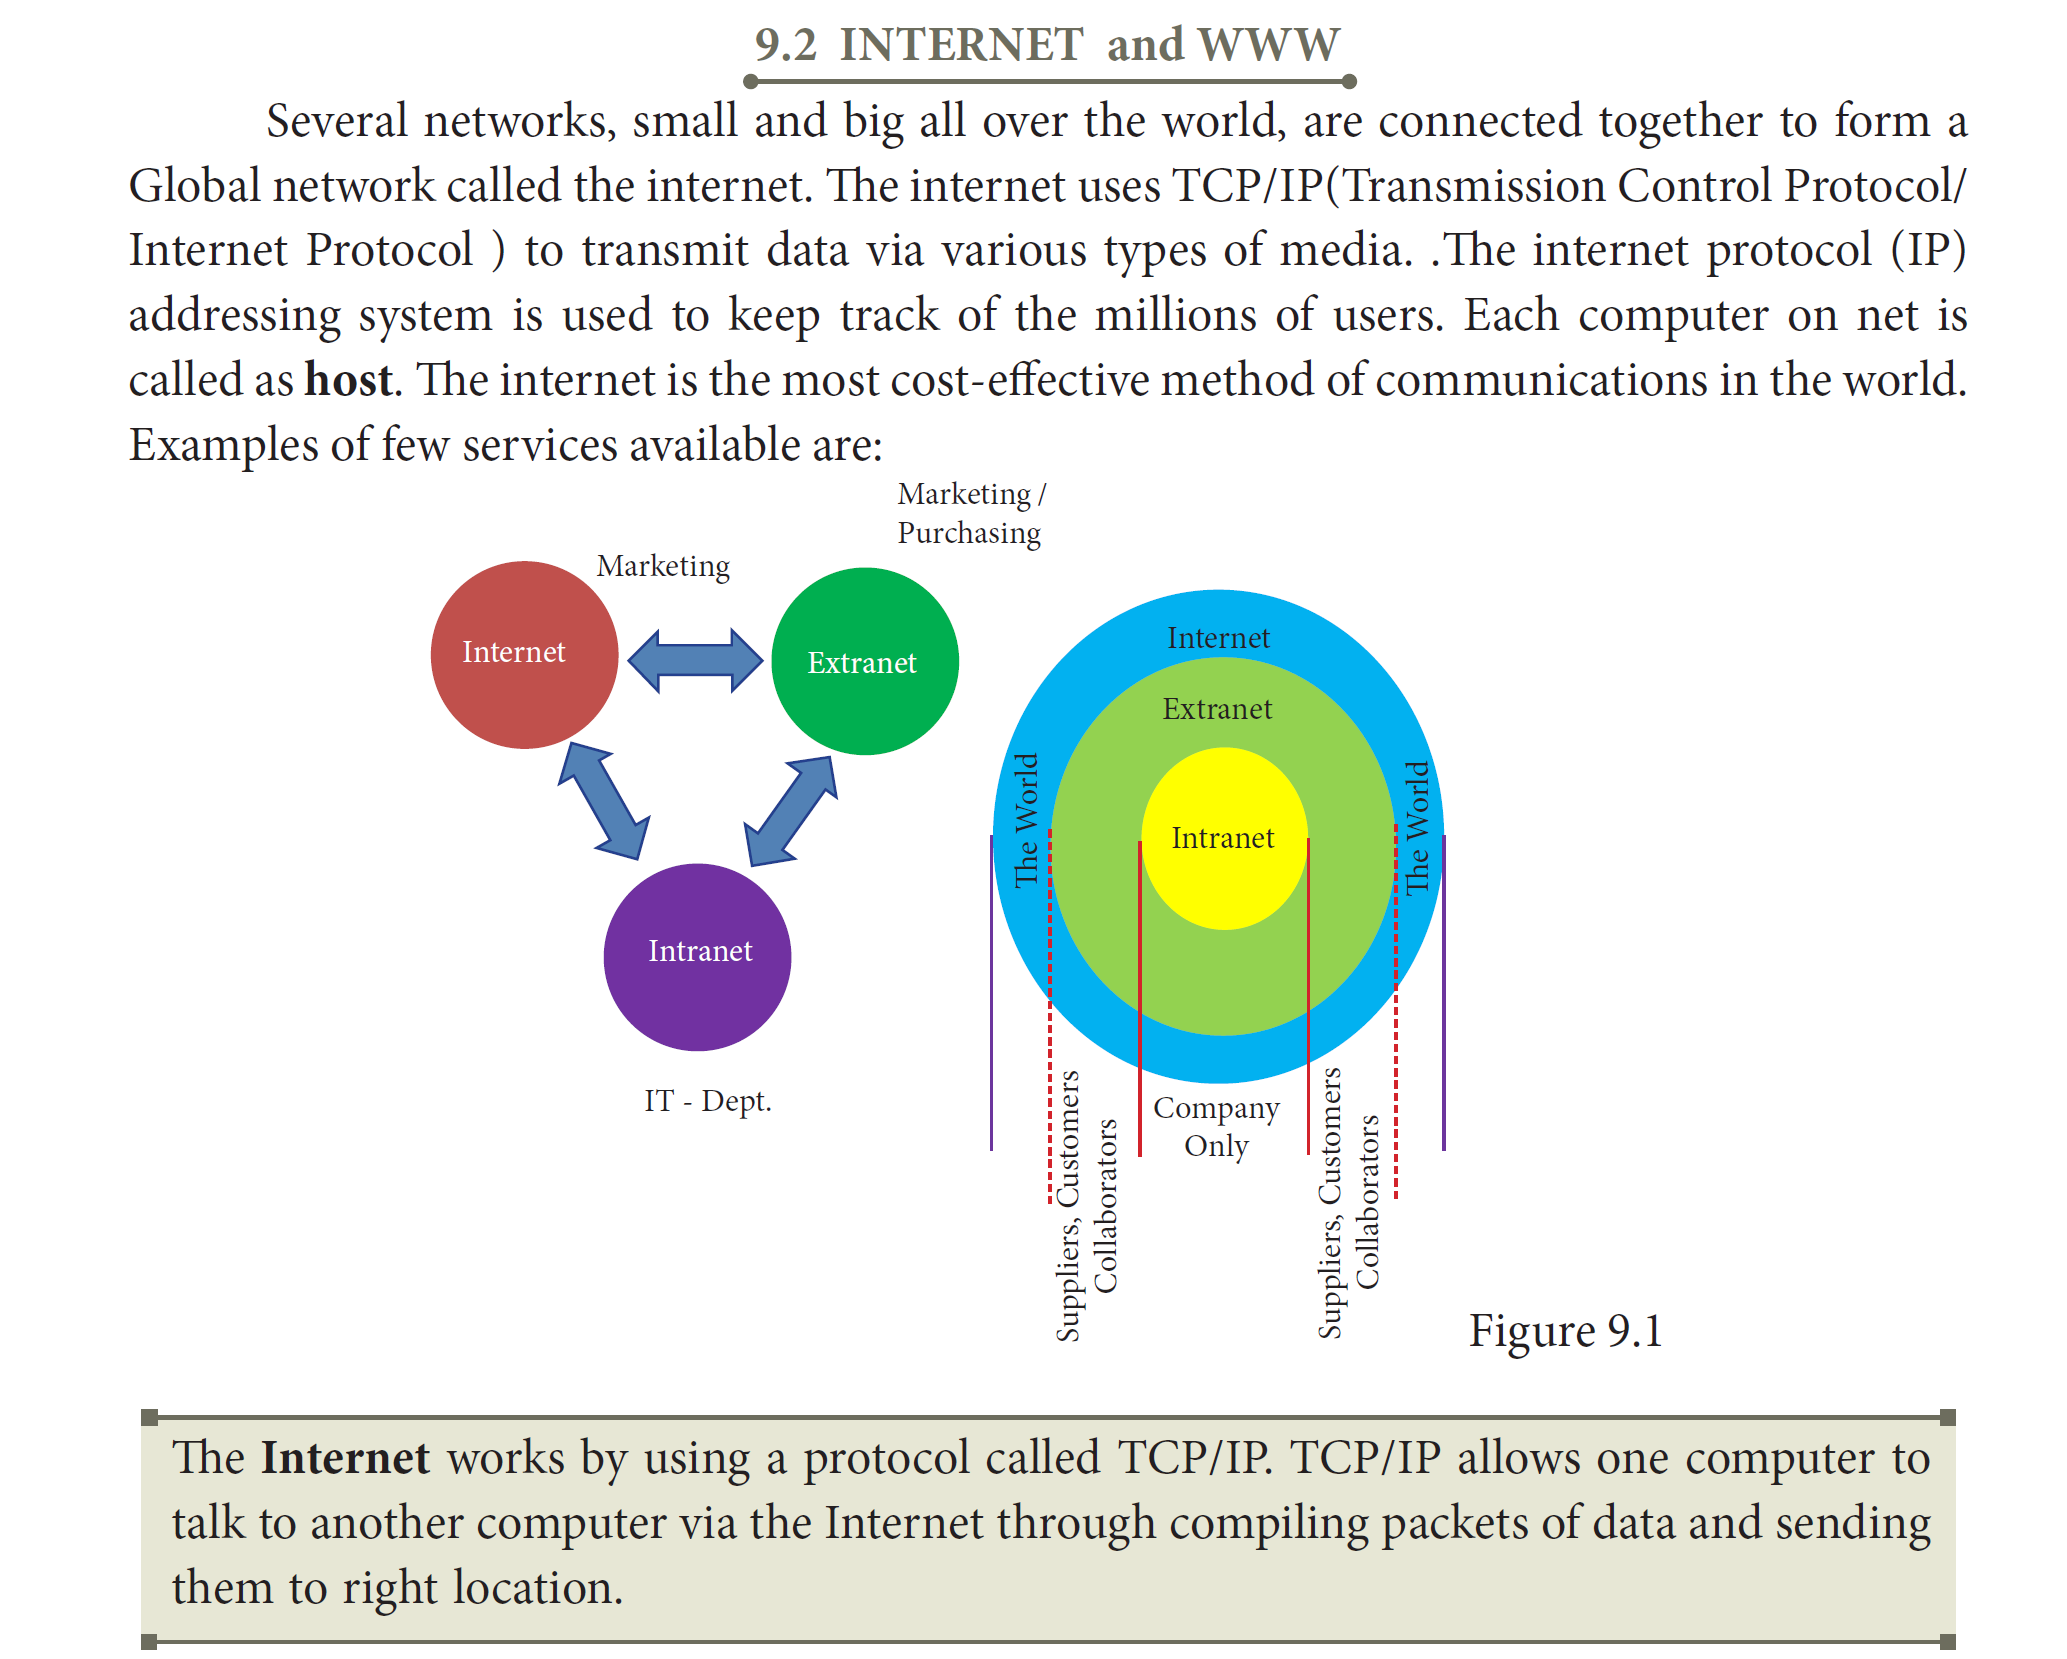 9.2 INTERNET and WWW
Several networks, small and big all over the world, are connected together to form a
Global network called the internet. The internet uses TCP/IP(Transmission Control Protocol/
Internet Protocol ) to transmit data via various types of media. .The internet protocol (IP)
addressing system is used to keep track of the millions of users. Each computer on net is
called as host. The internet is the most cost-effective method of communications in the world.
Examples of few services available are:
Marketing /
Purchasing
Marketing
Internet
Extranet
Intranet
IT - Dept.
Internet
Extranet
Intranet
The World
The World
Company
Only
Suppliers, Customers
Collaborators
Suppliers, Customers
Collaborators
Figure 9.1
The Internet works by using a protocol called TCP/IP. TCP/IP allows one computer to
talk to another computer via the Internet through compiling packets of data and sending
them to right location.